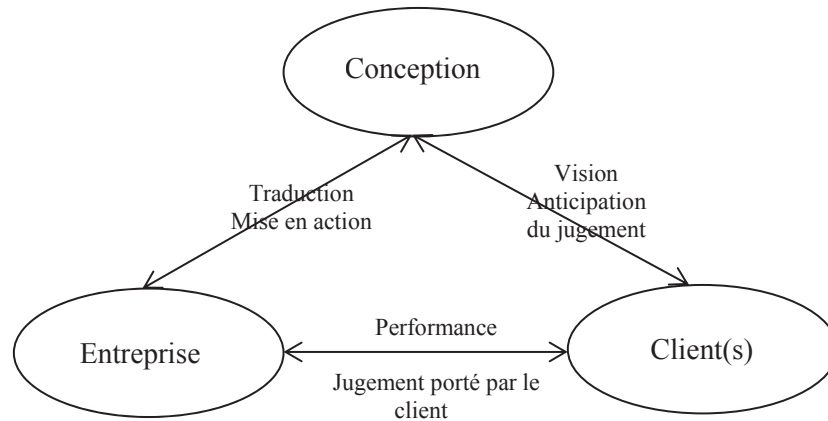 Conception
Vision
Anticipation
du jugement
Traduction
Mise en action
Performance
Entreprise
Client(s)
Jugement porté par le
client